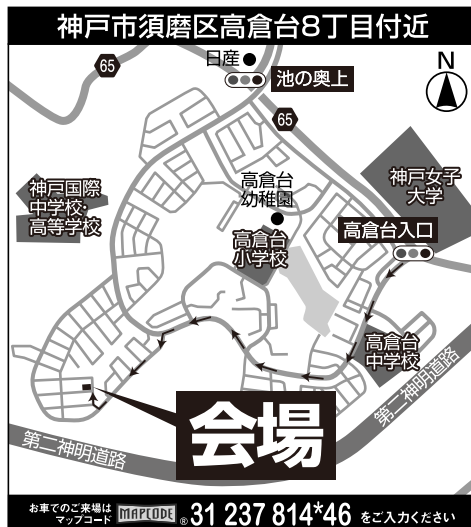 神戸市須磨区高倉台8丁目付近
日産
池の奥上
65
65
N
神戸国際
中学校・
高等学校
高倉台
幼稚園
高倉台
小学校
神戸女子
大学
高倉台入口
高倉台
中学校
第二神明道路
第二神明道路
会場
お車でのご来場は
マップコード
MAPCODE ® 31 237 814*46 をご入力ください